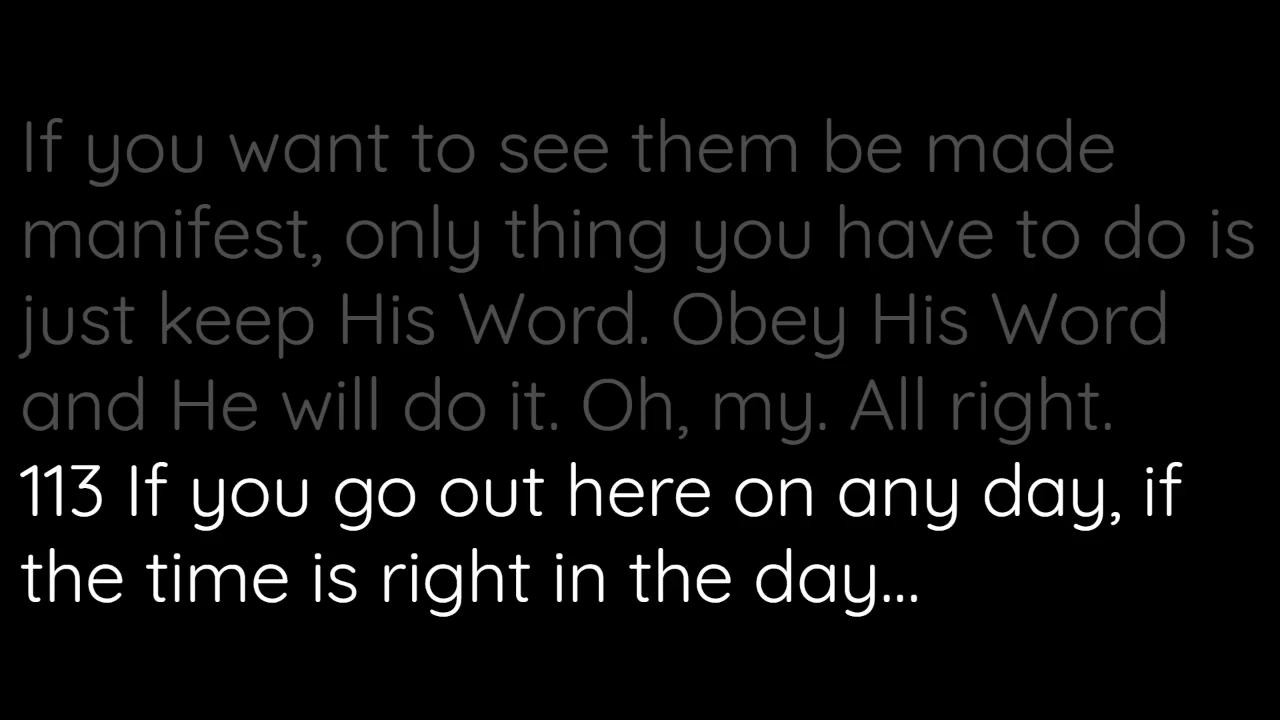 If you want to see them be made
manifest, only thing you have to do is
just keep His Word. Obey His Word
and He will do it. Oh, my. All right.
113 If you go out here on any day, if
the time is right in the day...